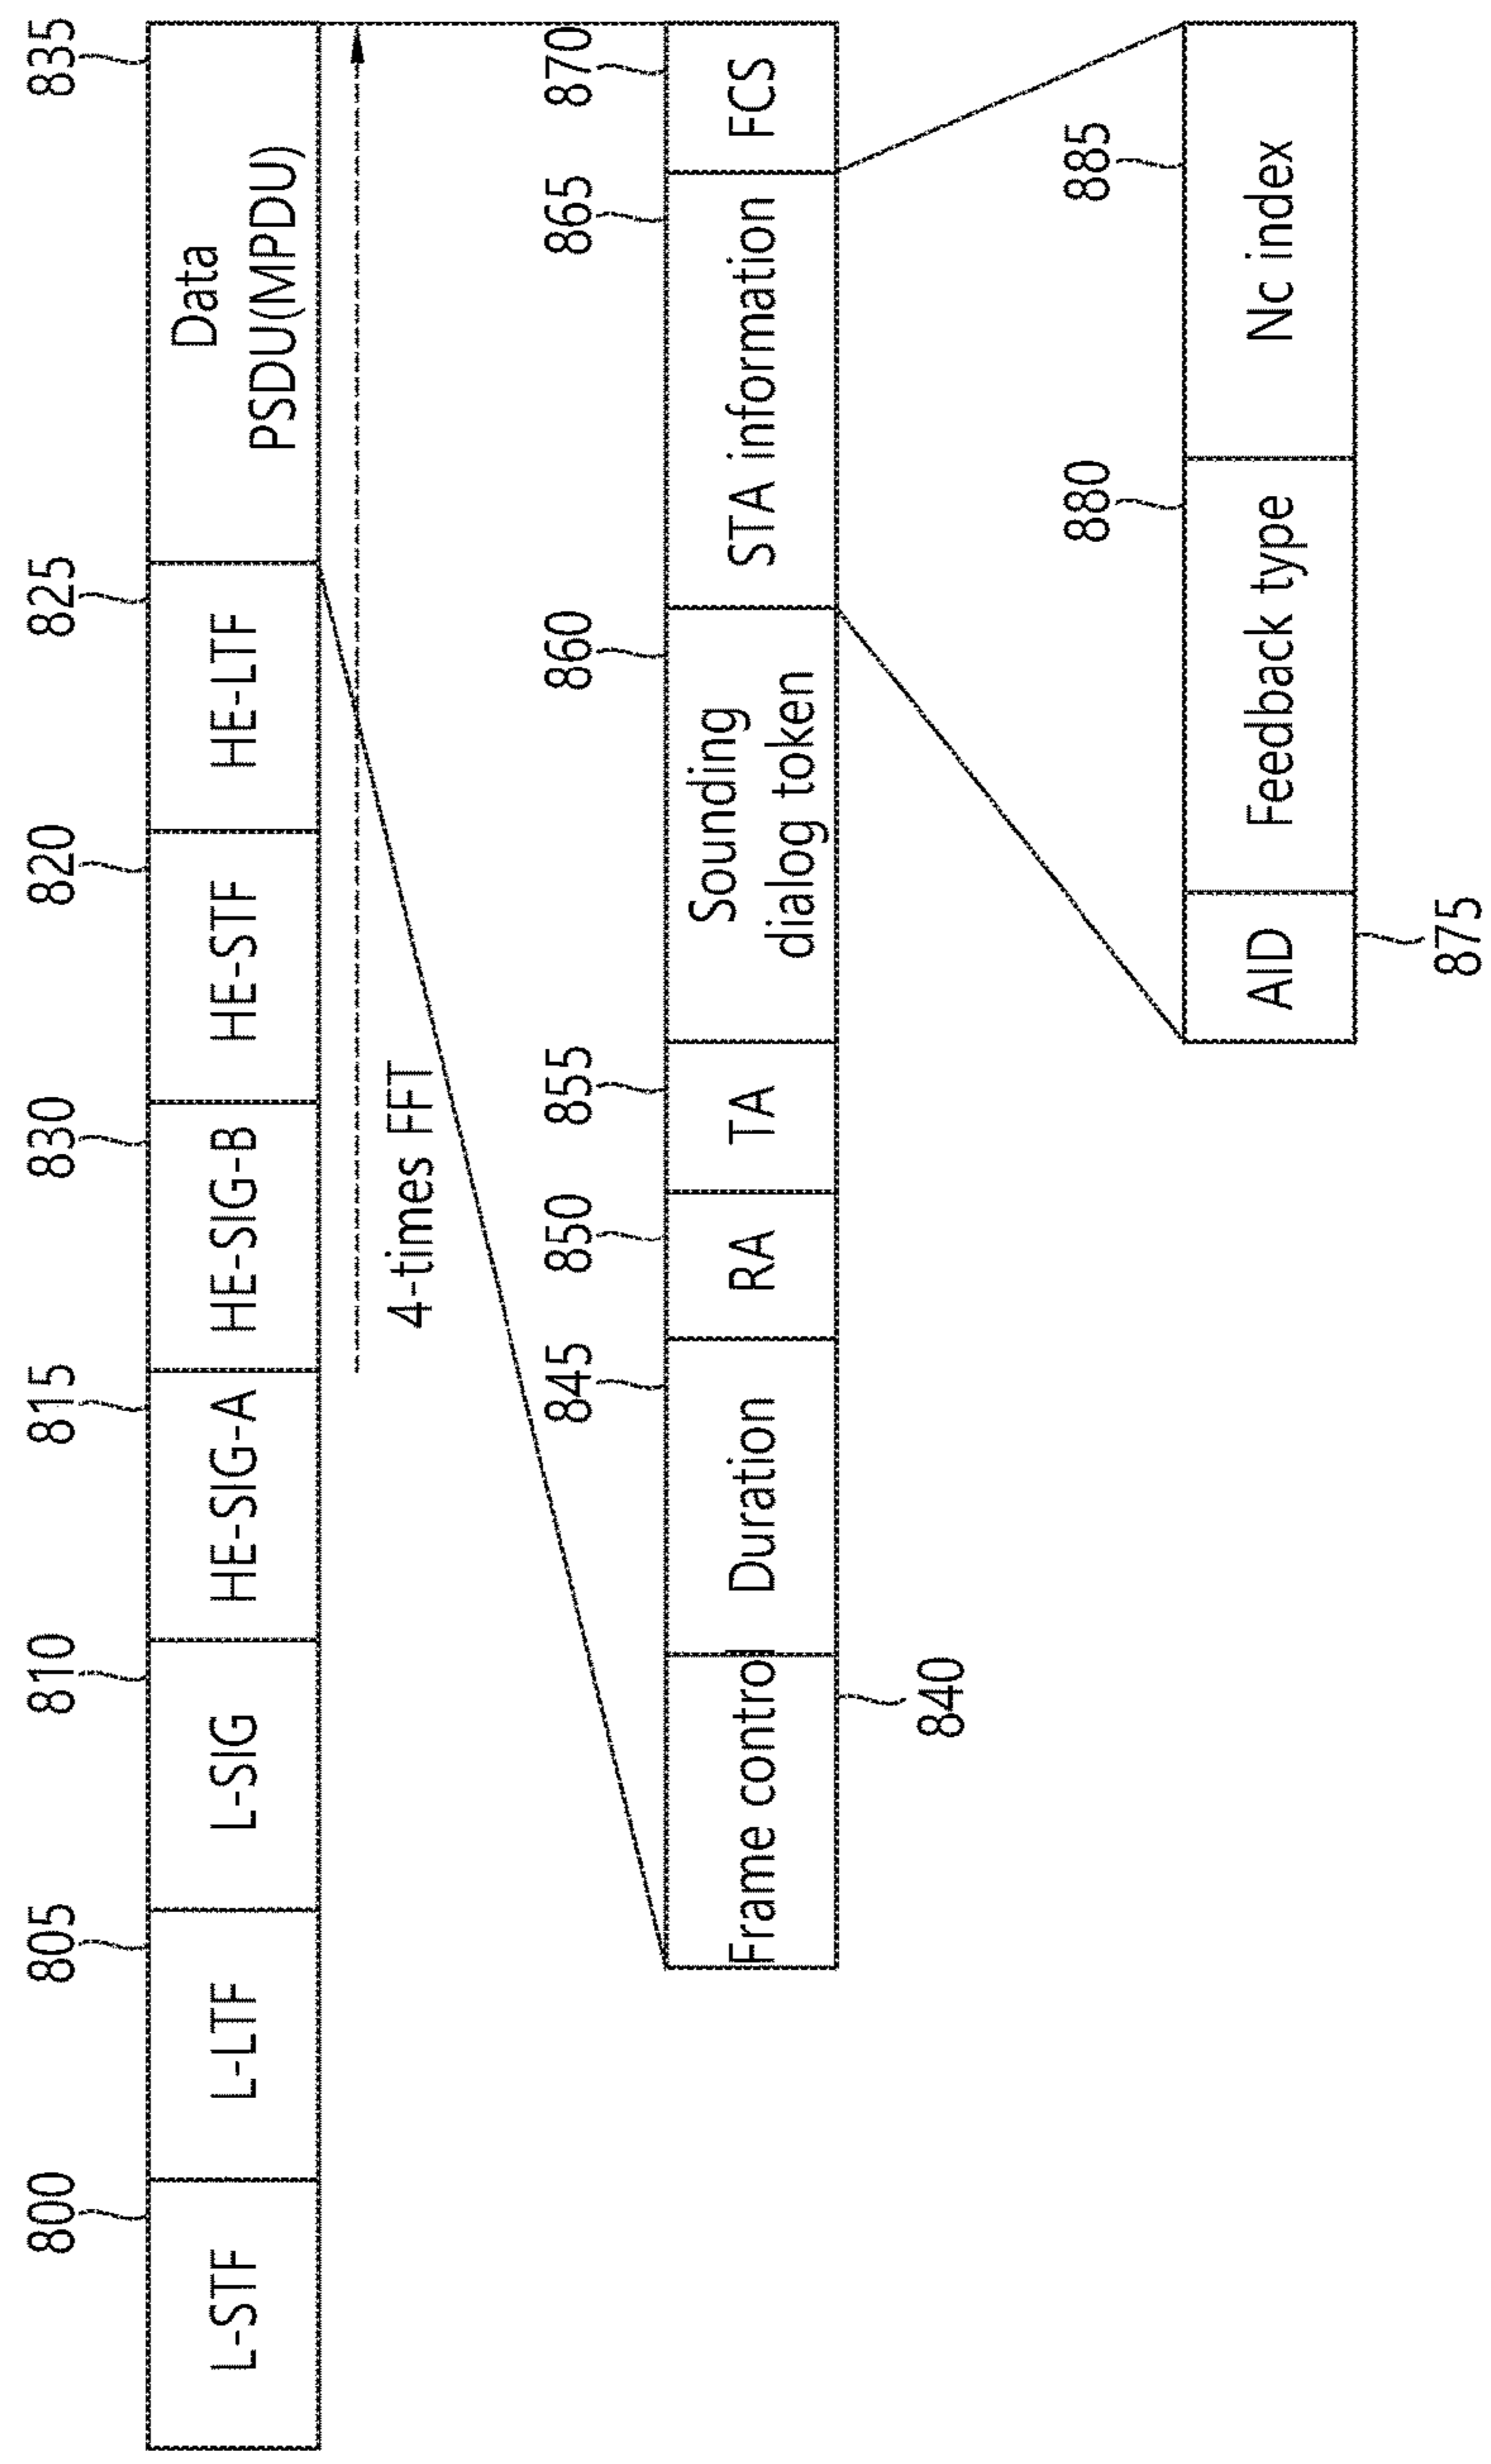 800
805
810
815
830
820
825
835
L-STF
L-LTF
L-SIG
HE-SIG-A
HE-SIG-B
HE-STF
HE-LTF
Data
PSDU(MPDU)
4-times FFT
845
850
855
860
865
870
Frame control
Duration
RA
TA
Sounding
dialog token
STA information
FCS
840
880
885
AID
Feedback type
Nc index
875